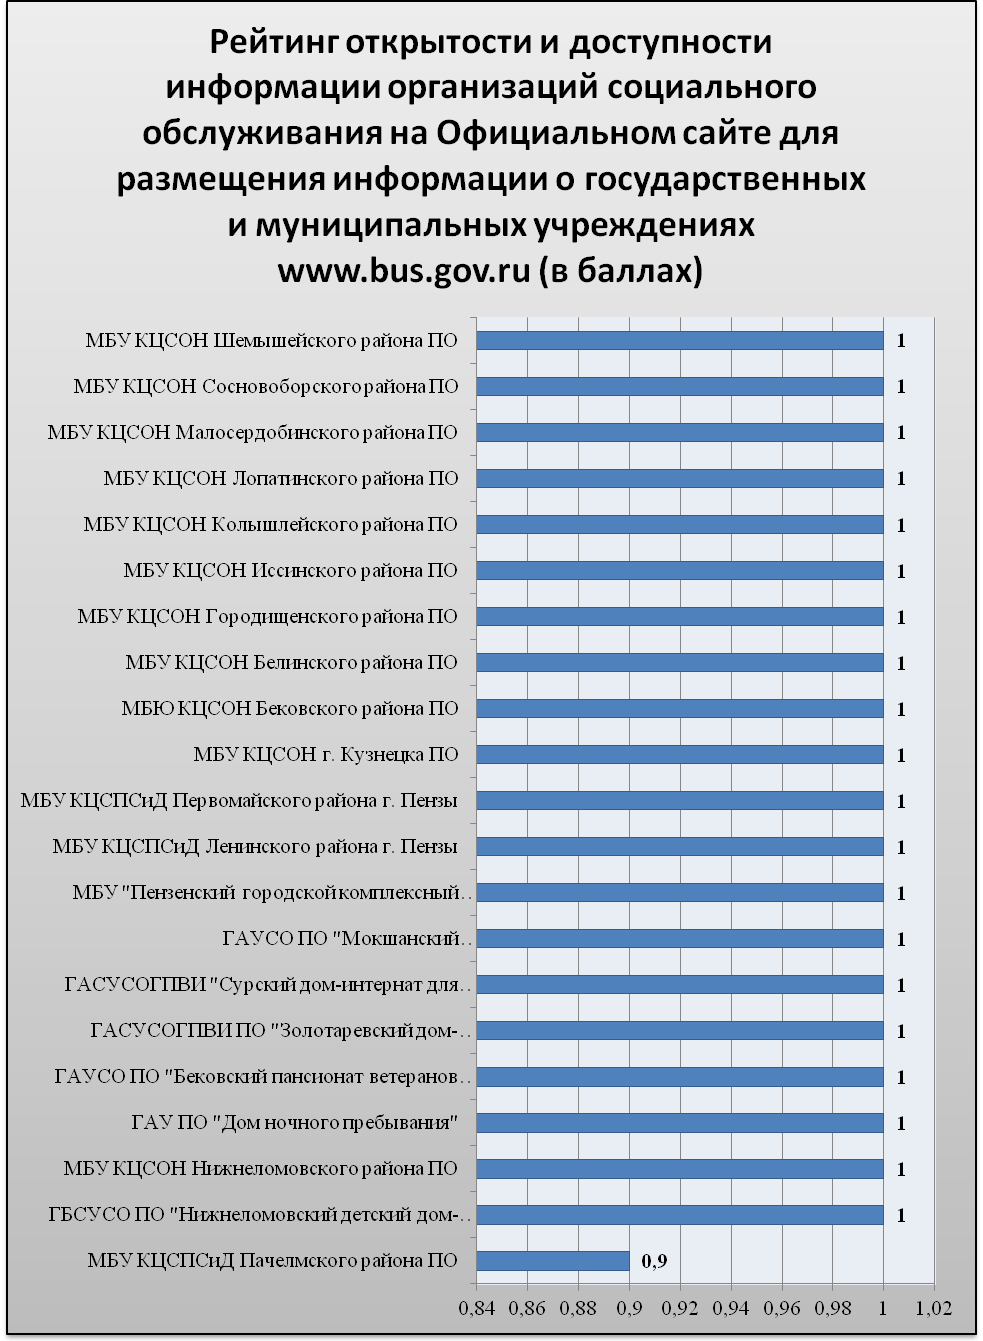 Рейтинг открытости и доступности
информации организаций социального
обслуживания на Официальном сайте для
размещения информации о государственных
и муниципальных учреждениях
www.bus.gov.ru (в баллах)
МБУ КЦСОН Шемышейского района ПО 1
МБУ КЦСОН Сосновоборского района ПО 1
МБУ КЦСОН Малосердобинского района ПО 1
МБУ КЦСОН Лопатинского района ПО 1
МБУ КЦСОН Колышлейского района ПО 1
МБУ КЦСОН Иссинского района ПО 1
МБУ КЦСОН Городищенского района ПО 1
МБУ КЦСОН Белинского района ПО 1
МБЮ КЦСОН Бековского района ПО 1
МБУ КЦСОН г. Кузнецка ПО 1
МБУ КЦСПСиД Первомайского района г. Пензы 1
МБУ КЦСПСиД Ленинского района г. Пензы 1
МБУ "Пензенский городской комплексный.. 1
ГАУСО ПО "Мокшанский.. 1
ГАСУСОГПВИ "Сурский дом-интернат для.. 1
ГАСУСОГПВИ ПО "Золотаревский дом-.. 1
ГАУСО ПО "Бековский пансионат ветеранов.. 1
ГАУ ПО "Дом ночного пребывания" 1
МБУ КЦСОН Нижнеломовского района ПО 1
ГБСУСО ПО "Нижнеломовский детский дом-.. 1
МБУ КЦСПСиД Пачелмского района ПО 0,9
0,84 0,86 0,88 0,9 0,92 0,94 0,96 0,98 1 1,02